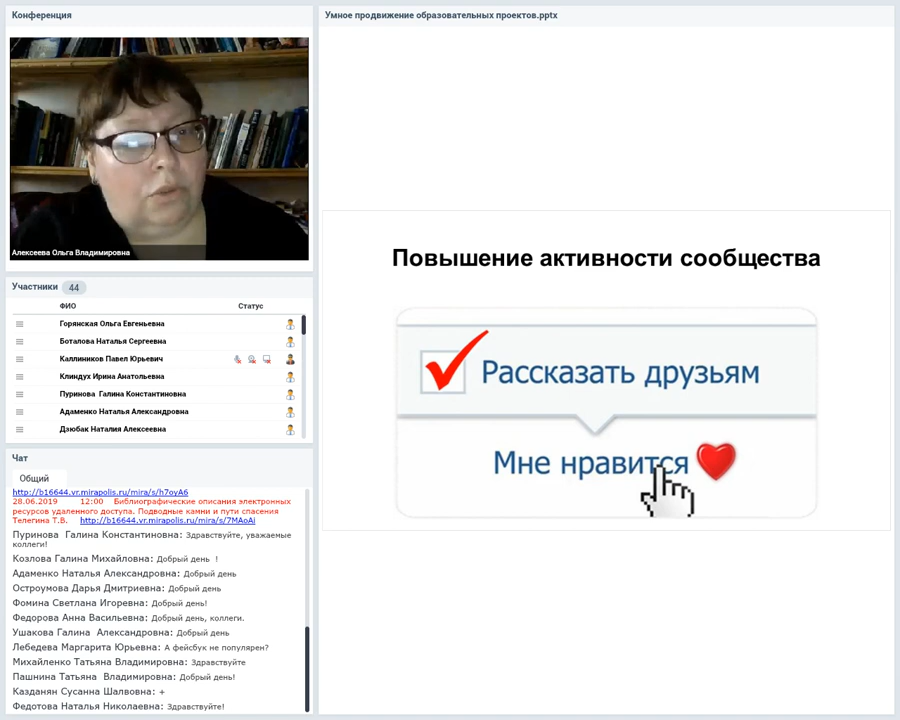 Конференция
Алексеева Ольга Владимировна
Участники 44
ФИО Статус
Горянская Ольга Евгеньевна
Боталова Наталья Сергеевна
Каллиников Павел Юрьевич
Клиндух Ирина Анатольевна
Пуринова Галина Константиновна
Адаменко Наталья Александровна
Дзюбак Наталия Алексеевна
Чат
Общий
http://b16644.vr.mirapolis.ru/mira/s/h7oyA6
28.06.2019 12:00 Библиографические описания электронных
ресурсов удаленного доступа. Подводные камни и пути спасения
Телегина Т.В. http://b16644.vr.mirapolis.ru/mira/s/7MAoAi
Пуринова Галина Константиновна: Здравствуйте, уважаемые
коллеги!
Козлова Галина Михайловна: Добрый день !
Адаменко Наталья Александровна: Добрый день
Остроумова Дарья Дмитриевна: Добрый день
Фомина Светлана Игоревна: Добрый день!
Федорова Анна Васильевна: Добрый день, коллеги.
Ушакова Галина Александровна: Добрый день
Лебедева Маргарита Юрьевна: А фейсбук не популярен?
Михайленко Татьяна Владимировна: Здравствуйте
Пашнина Татьяна Владимировна: Добрый день!
Казданян Сусанна Шалвовна: +
Федотова Наталья Николаевна: Здравствуйте!
Умное продвижение образовательных проектов.pptx
Повышение активности сообщества
Рассказать друзьям
Мне нравится